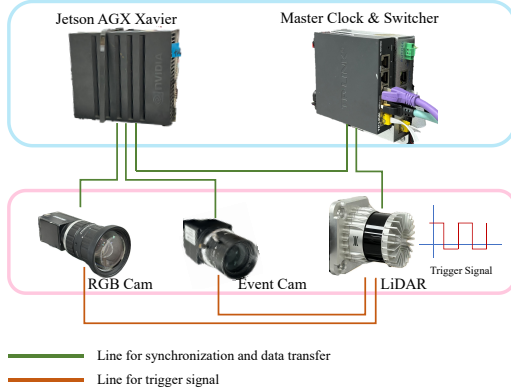 Jetson AGX Xavier
Master Clock & Switcher
RGB Cam
Event Cam
LiDAR
Trigger Signal
Line for synchronization and data transfer
Line for trigger signal